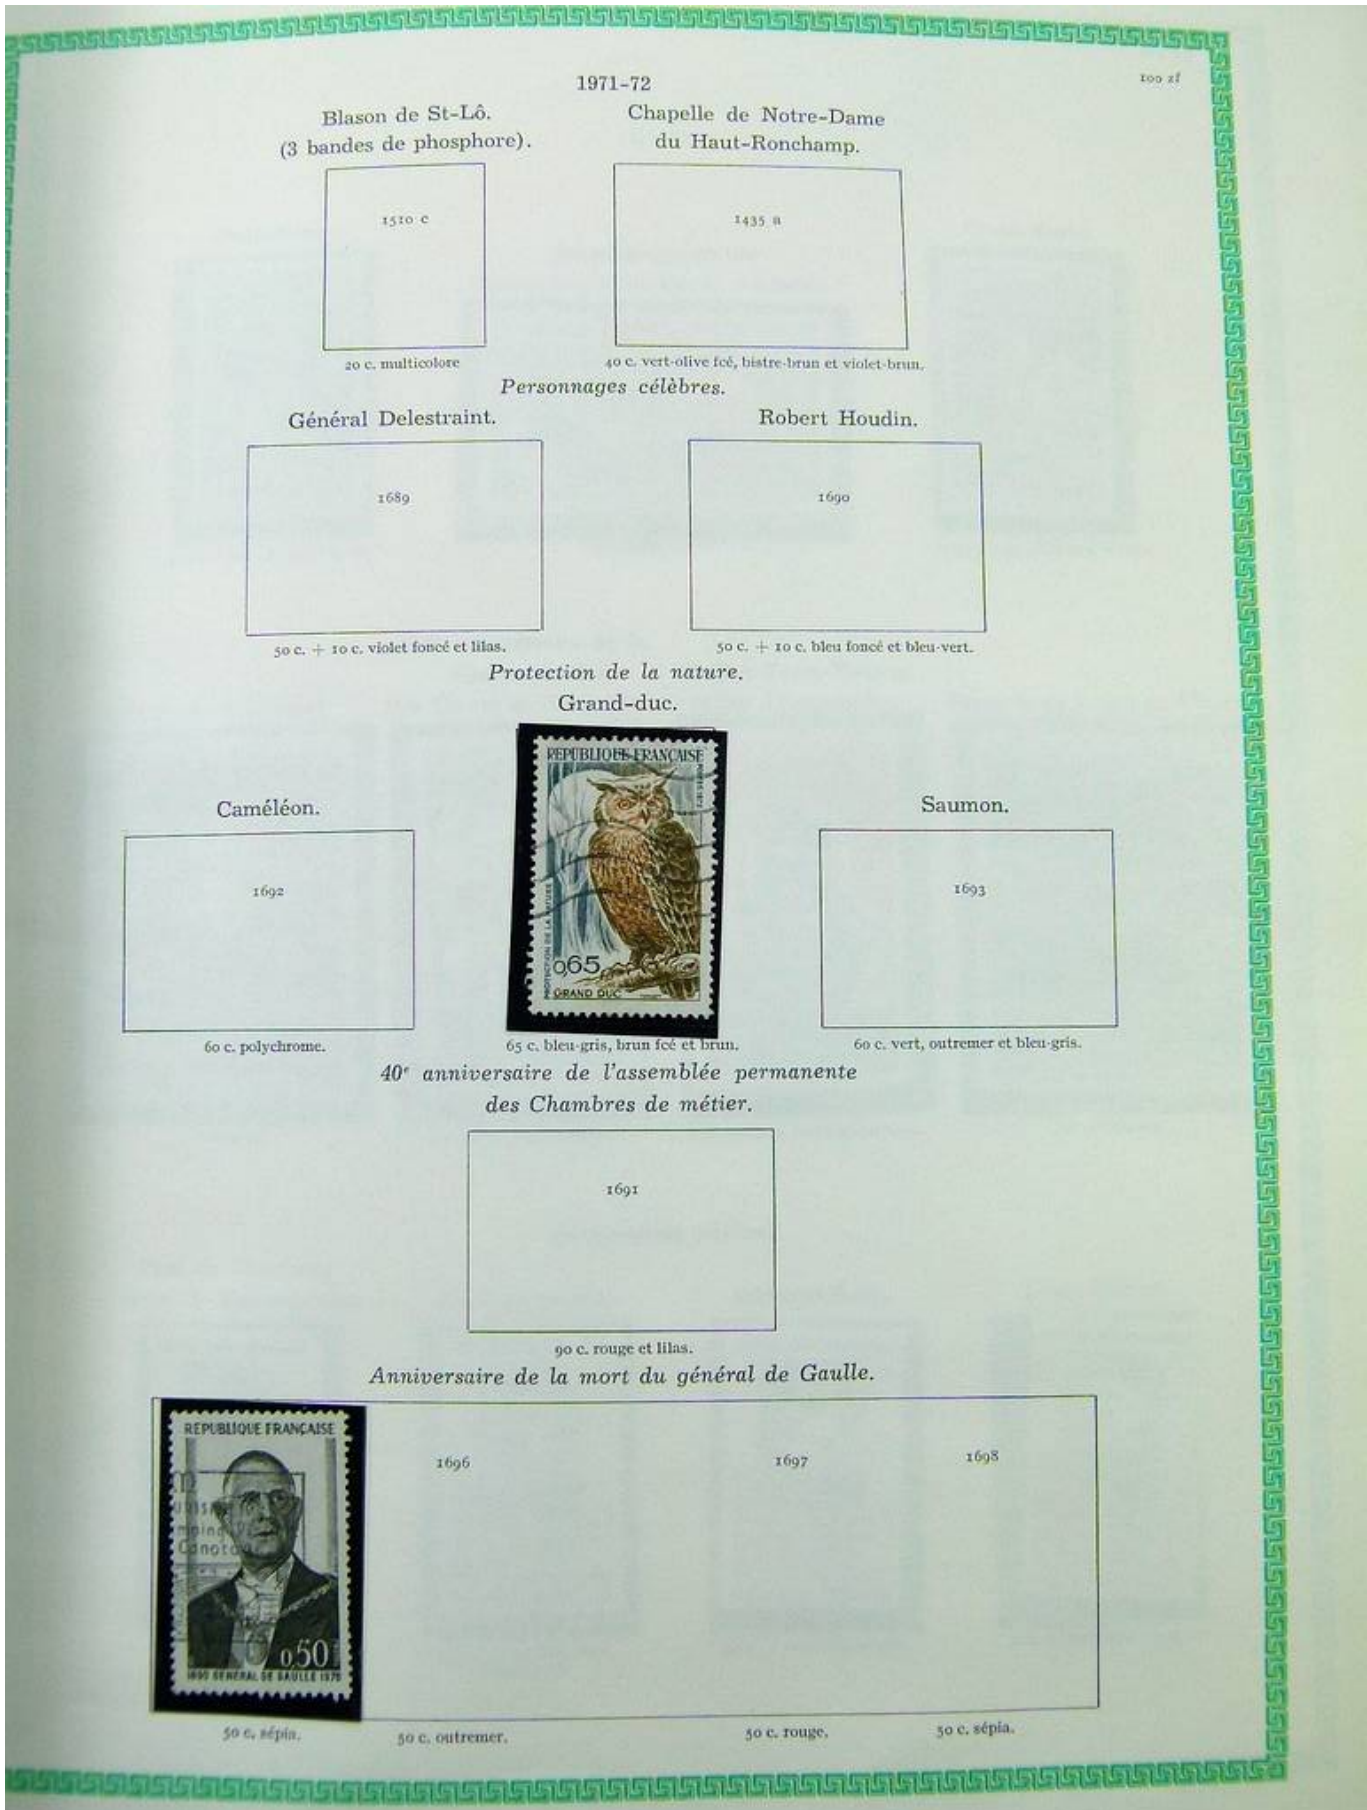 1971-72
100 zf
Blason de St-Lô.
(3 bandes de phosphore).
Chapelle de Notre-Dame
du Haut-Ronchamp.
1510 c
1435 a
20 c. multicolore
40 c. vert-olive fcé, bistre-brun et violet-brun.
Personnages célèbres.
Général Delestraint.
Robert Houdin.
1689
1690
50 c. + 10 c. violet foncé et lilas.
50 c. + 10 c. bleu foncé et bleu-vert.
Protection de la nature.
Grand-duc.
Caméléon.
Saumon.
1692
REPUBLIQUE FRANÇAISE
PROTECTION DE LA NATURE
0,65
GRAND DUC
1693
60 c. polychrome.
65 c. bleu-gris, brun fcé et brun.
60 c. vert, outremer et bleu-gris.
40e anniversaire de l'assemblée permanente
des Chambres de métier.
1691
90 c. rouge et lilas.
Anniversaire de la mort du général de Gaulle.
REPUBLIQUE FRANÇAISE
0,50
1890 GENERAL DE GAULLE 1970
1696
1697
1698
50 c. sépia.
50 c. outremer.
50 c. rouge.
50 c. sépia.